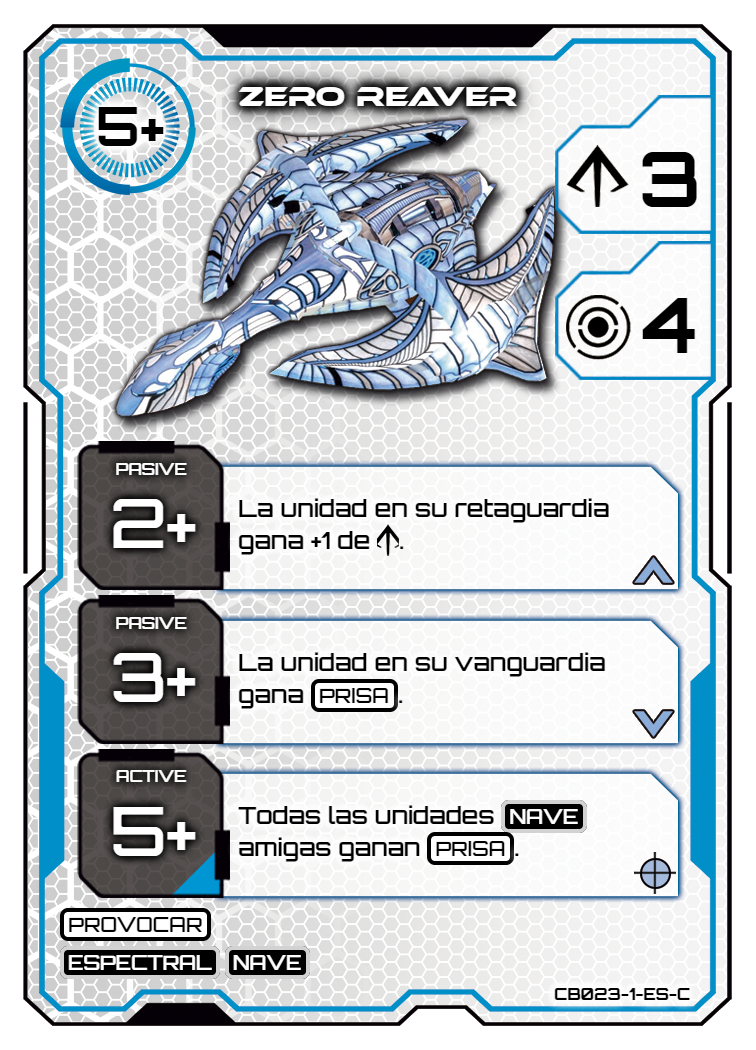 ZERO REAVER
5+
3
4
PASIVE
2+
La unidad en su retaguardia
gana +1 de .
PASIVE
3+
La unidad en su vanguardia
gana PRISA.
ACTIVE
5+
Todas las unidades NAVE
amigas ganan PRISA.
PROVOCAR
ESPECTRAL NAVE
CB023-1-ES-C